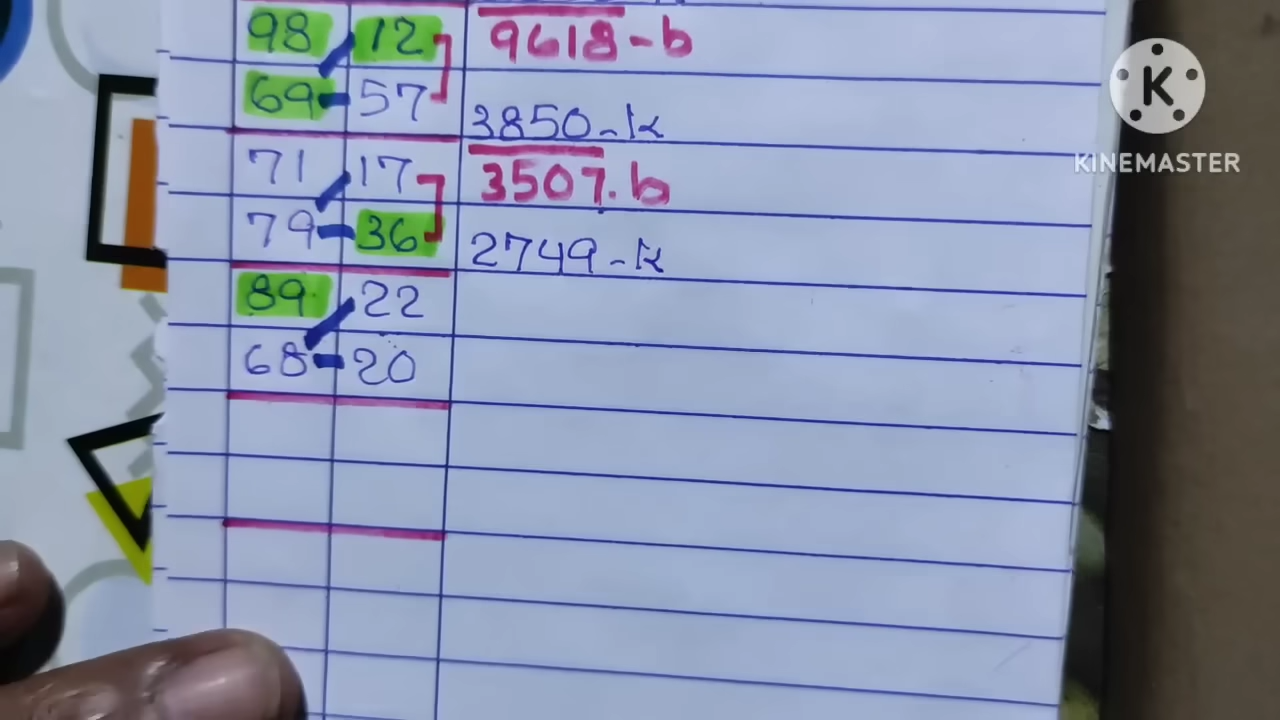 98 12 9618-b
69-57
3850-k
71 17 3507.b
79-36
2749-k
89 22
68-20
K
KINEMASTER